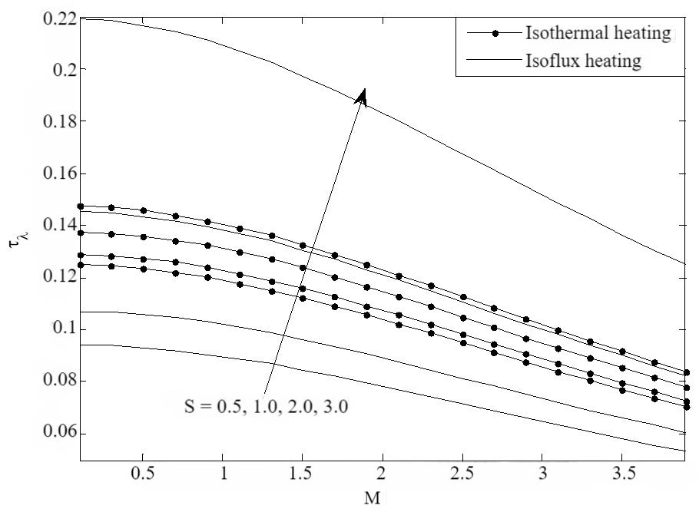 0.22
0.2
0.18
0.16
0.14
0.12
0.1
0.08
0.06
τλ
Isothermal heating
Isoflux heating
S = 0.5, 1.0, 2.0, 3.0
0.5 1 1.5 2 2.5 3 3.5
M